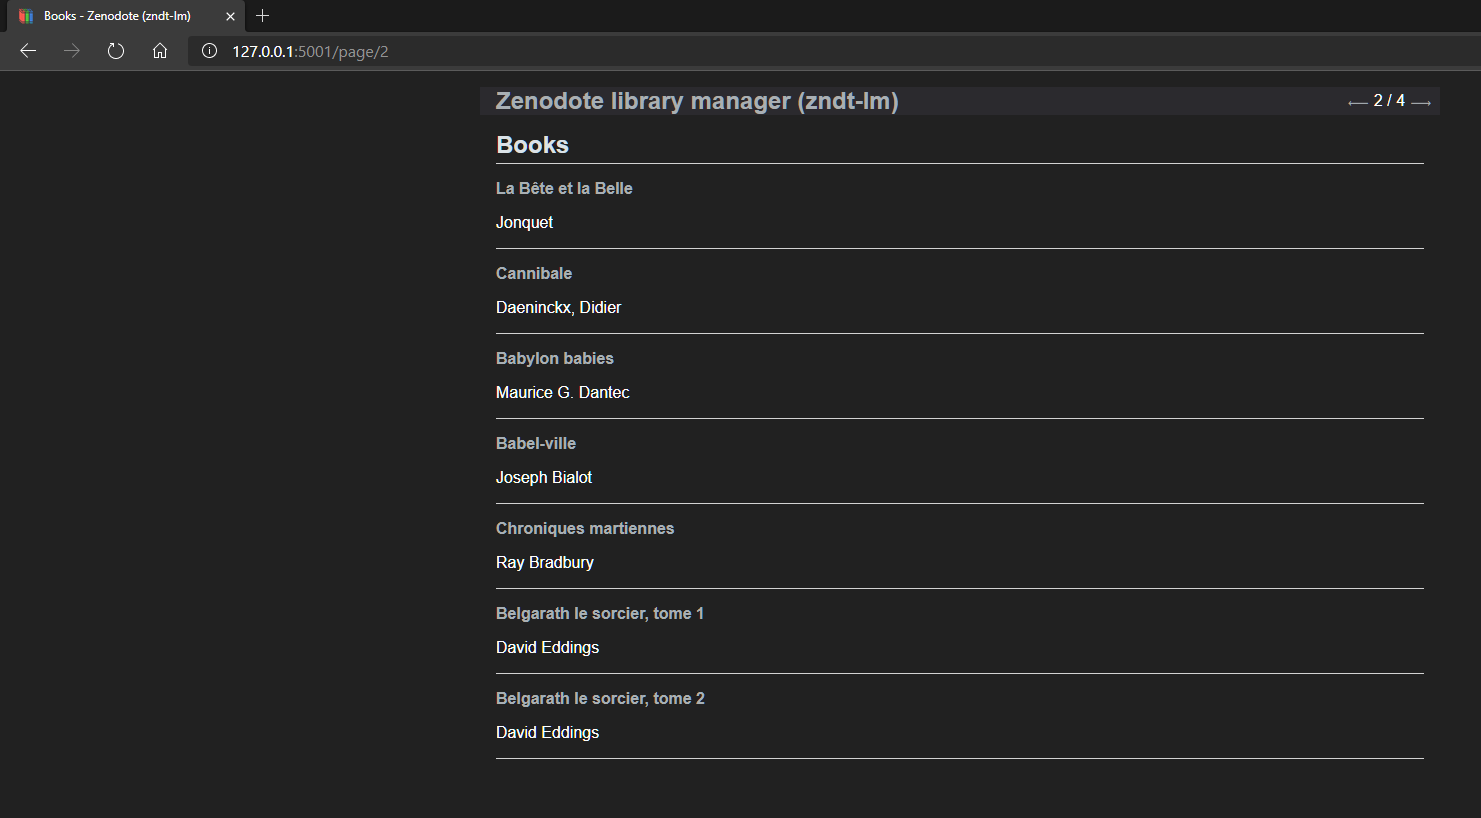 Books - Zenodote (zndt-lm)
127.0.0.1:5001/page/2
Zenodote library manager (zndt-lm) ⟵ 2 / 4 ⟶
Books
La Bête et la Belle
Jonquet
Cannibale
Daeninckx, Didier
Babylon babies
Maurice G. Dantec
Babel-ville
Joseph Bialot
Chroniques martiennes
Ray Bradbury
Belgarath le sorcier, tome 1
David Eddings
Belgarath le sorcier, tome 2
David Eddings